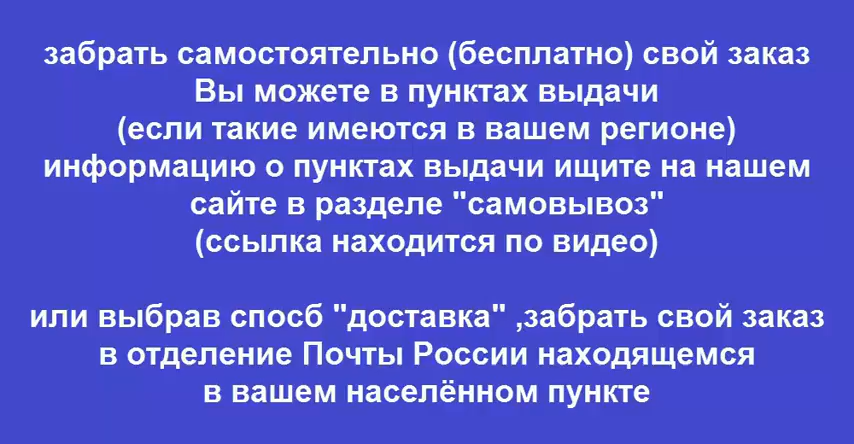 забрать самостоятельно (бесплатно) свой заказ
Вы можете в пунктах выдачи
(если такие имеются в вашем регионе)
информацию о пунктах выдачи ищите на нашем
сайте в разделе "самовывоз"
(ссылка находится по видео)
или выбрав спосб "доставка" ,забрать свой заказ
в отделение Почты России находящемся
в вашем населённом пункте